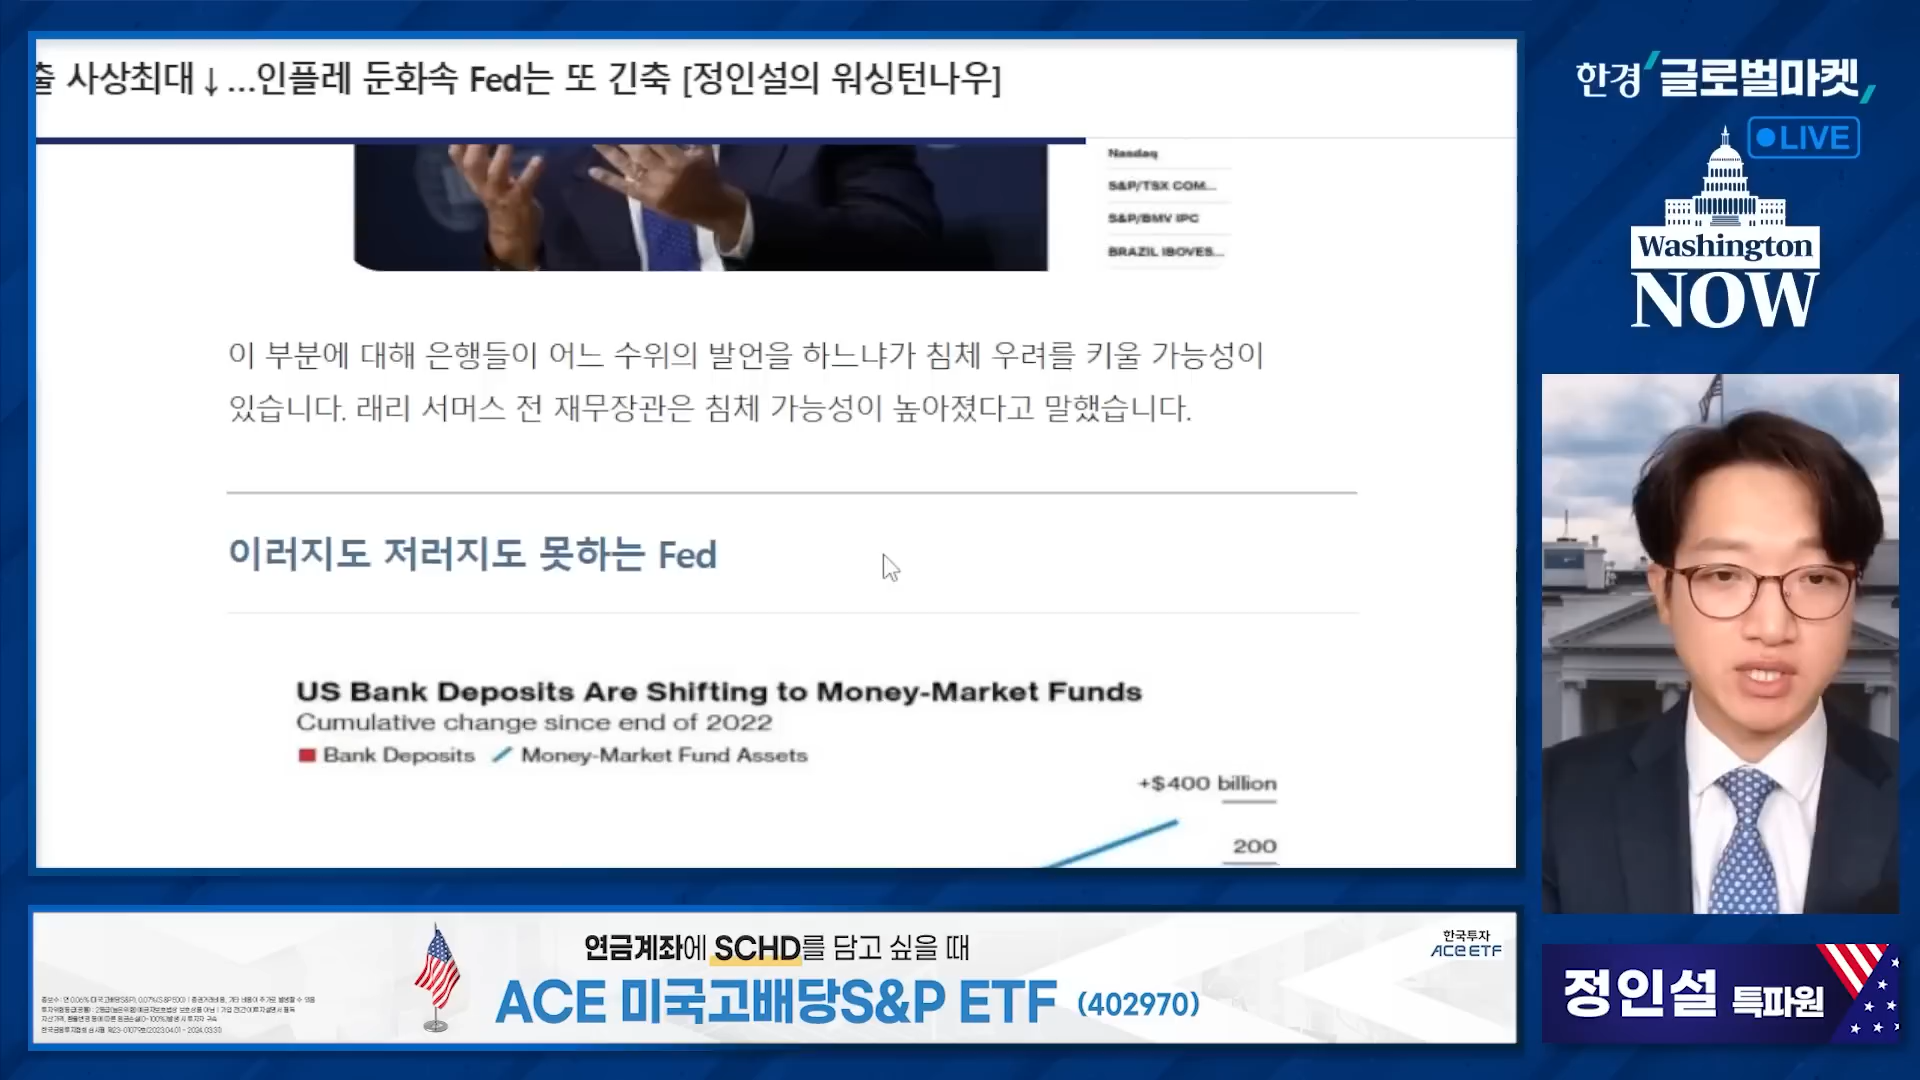 출 사상최대↓...인플레 둔화속 Fed는 또 긴축 [정인설의 워싱턴나우]
Nasdaq
S&P/TSX COM...
S&P/BMV IPC
BRAZIL IBOVES...
이 부분에 대해 은행들이 어느 수위의 발언을 하느냐가 침체 우려를 키울 가능성이
있습니다. 래리 서머스 전 재무장관은 침체 가능성이 높아졌다고 말했습니다.
이러지도 저러지도 못하는 Fed
US Bank Deposits Are Shifting to Money-Market Funds
Cumulative change since end of 2022
Bank Deposits Money-Market Fund Assets
+$400 billion
200
한경 글로벌마켓
LIVE
Washington
NOW
정인설 특파원
연금계좌에 SCHD를 담고 싶을 때
ACE 미국고배당S&P ETF (402970)
한국투자
ACE ETF